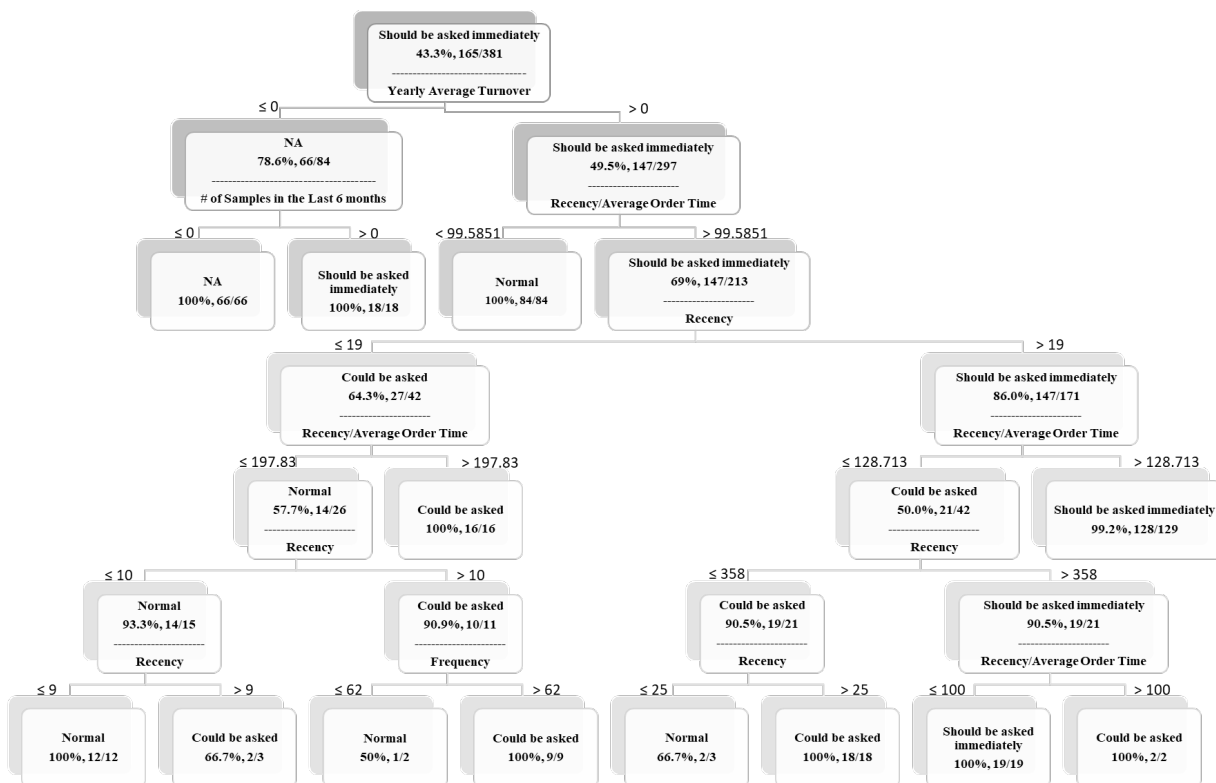 Should be asked immediately
43.3%, 165/381
---------------------------------
Yearly Average Turnover
≤ 0
> 0
NA
78.6%, 66/84
---------------------------------------
# of Samples in the Last 6 months
Should be asked immediately
49.5%, 147/297
----------------------
Recency/Average Order Time
≤ 0
> 0
< 99.5851
> 99.5851
NA
100%, 66/66
Should be asked
immediately
100%, 18/18
Normal
100%, 84/84
Should be asked immediately
69%, 147/213
----------------------
Recency
≤ 19
> 19
Could be asked
64.3%, 27/42
----------------------
Recency/Average Order Time
Should be asked immediately
86.0%, 147/171
----------------------
Recency/Average Order Time
≤ 197.83
> 197.83
≤ 128.713
> 128.713
Normal
57.7%, 14/26
----------------------
Recency
Could be asked
100%, 16/16
Could be asked
50.0%, 21/42
----------------------
Recency
Should be asked immediately
99.2%, 128/129
≤ 10
> 10
≤ 358
> 358
Normal
93.3%, 14/15
----------------------
Recency
Could be asked
90.9%, 10/11
----------------------
Frequency
Could be asked
90.5%, 19/21
----------------------
Recency
Should be asked immediately
90.5%, 19/21
----------------------
Recency/Average Order Time
≤ 9
> 9
≤ 62
> 62
≤ 25
> 25
≤ 100
> 100
Normal
100%, 12/12
Could be asked
66.7%, 2/3
Normal
50%, 1/2
Could be asked
100%, 9/9
Normal
66.7%, 2/3
Could be asked
100%, 18/18
Should be asked
immediately
100%, 19/19
Could be asked
100%, 2/2